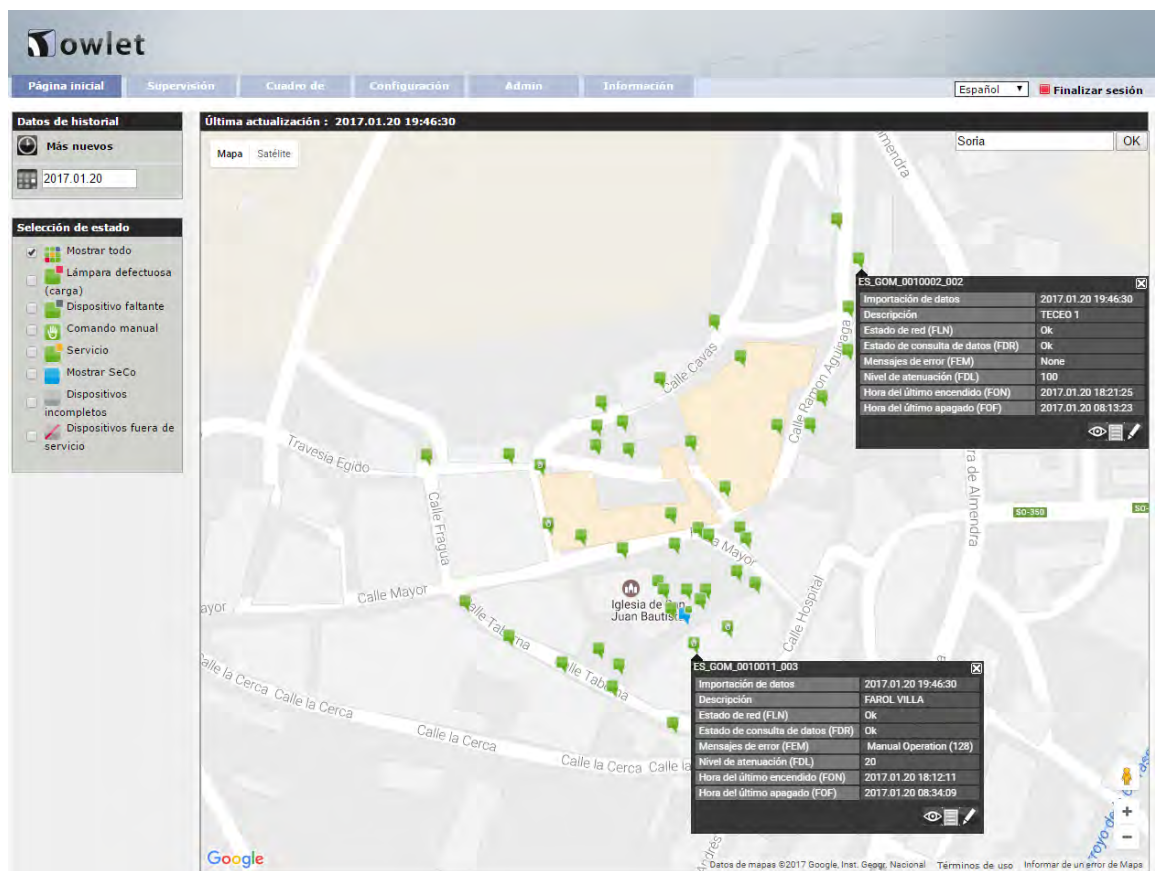 owlet
Página inicial
Supervisión
Cuadro de
Configuración
Admin
Información
Español
Finalizar sesión
Datos de historial
Más nuevos
2017.01.20
Selección de estado
Mostrar todo
Lámpara defectuosa
(carga)
Dispositivo faltante
Comando manual
Servicio
Mostrar SeCo
Dispositivos
incompletos
Dispositivos fuera de
servicio
Última actualización : 2017.01.20 19:46:30
Mapa
Satélite
Soria
OK
Almendra
ES_GOM_0010002_002
Importación de datos 2017.01.20 19:46:30
Descripción TECEO 1
Estado de red (FLN) Ok
Estado de consulta de datos (FDR) Ok
Mensajes de error (FEM) None
Nivel de atenuación (FDL) 100
Hora del último encendido (FON) 2017.01.20 18:21:25
Hora del último apagado (FOF) 2017.01.20 08:13:23
Calle Cavas
Calle Ramon Aguinaga
Travesia Egido
Calle Fragua
ra de Almendra
SO-350
SO-
Mayor
Calle Mayor
ayor
Iglesia de
Juan Bautista
Calle Hospital
Calle Taberna
Calle la Cerca
Calle la Cerca
Calle la Cerca
Calle la Cerca
Calle la
ES_GOM_0010011_003
Importación de datos 2017.01.20 19:46:30
Descripción FAROL VILLA
Estado de red (FLN) Ok
Estado de consulta de datos (FDR) Ok
Mensajes de error (FEM) Manual Operation (128)
Nivel de atenuación (FDL) 20
Hora del último encendido (FON) 2017.01.20 18:12:11
Hora del último apagado (FOF) 2017.01.20 08:34:09
Google
Datos de mapas ©2017 Google, Inst. Geogr. Nacional
Términos de uso
Informar de un error de Maps